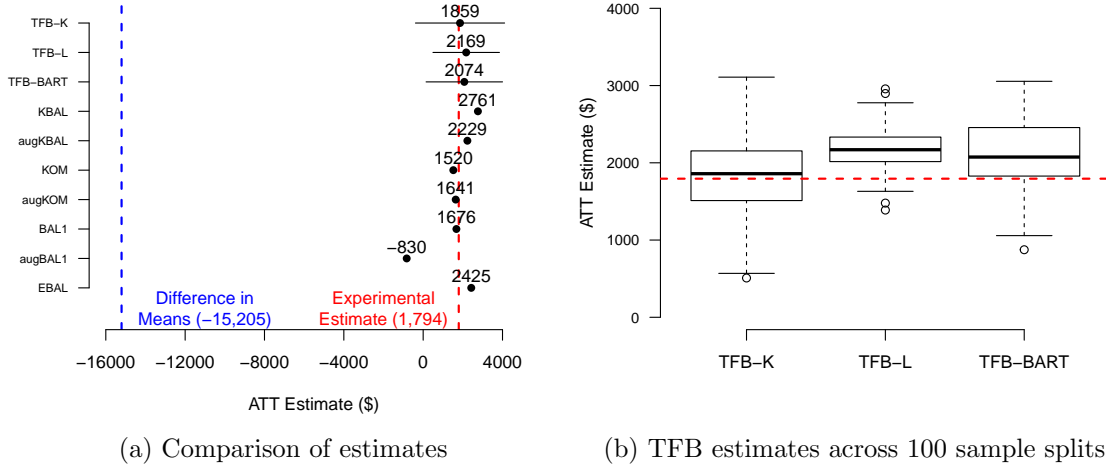 TFB−K
TFB−L
TFB−BART
KBAL
augKBAL
KOM
augKOM
BAL1
augBAL1
EBAL
1859
2169
2074
2761
2229
1520
1641
1676
−830
2425
Difference in
Means (−15,205)
Experimental
Estimate (1,794)
−16000 −12000 −8000 −4000 0 4000
ATT Estimate ($)
(a) Comparison of estimates
ATT Estimate ($)
4000
3000
2000
1000
0
TFB−K TFB−L TFB−BART
(b) TFB estimates across 100 sample splits